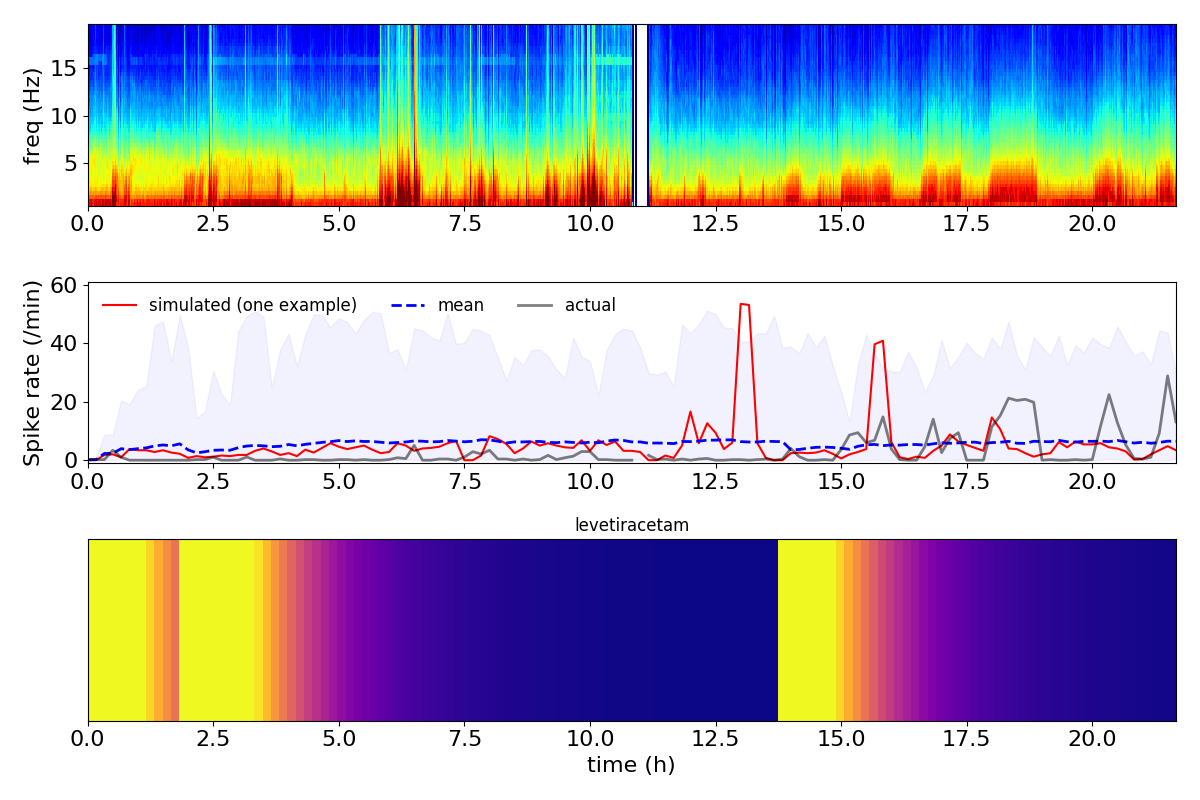 freq (Hz)
15
10
5
0.0 2.5 5.0 7.5 10.0 12.5 15.0 17.5 20.0
Spike rate (/min)
60
40
20
0
simulated (one example) mean actual
0.0 2.5 5.0 7.5 10.0 12.5 15.0 17.5 20.0
levetiracetam
0.0 2.5 5.0 7.5 10.0 12.5 15.0 17.5 20.0
time (h)